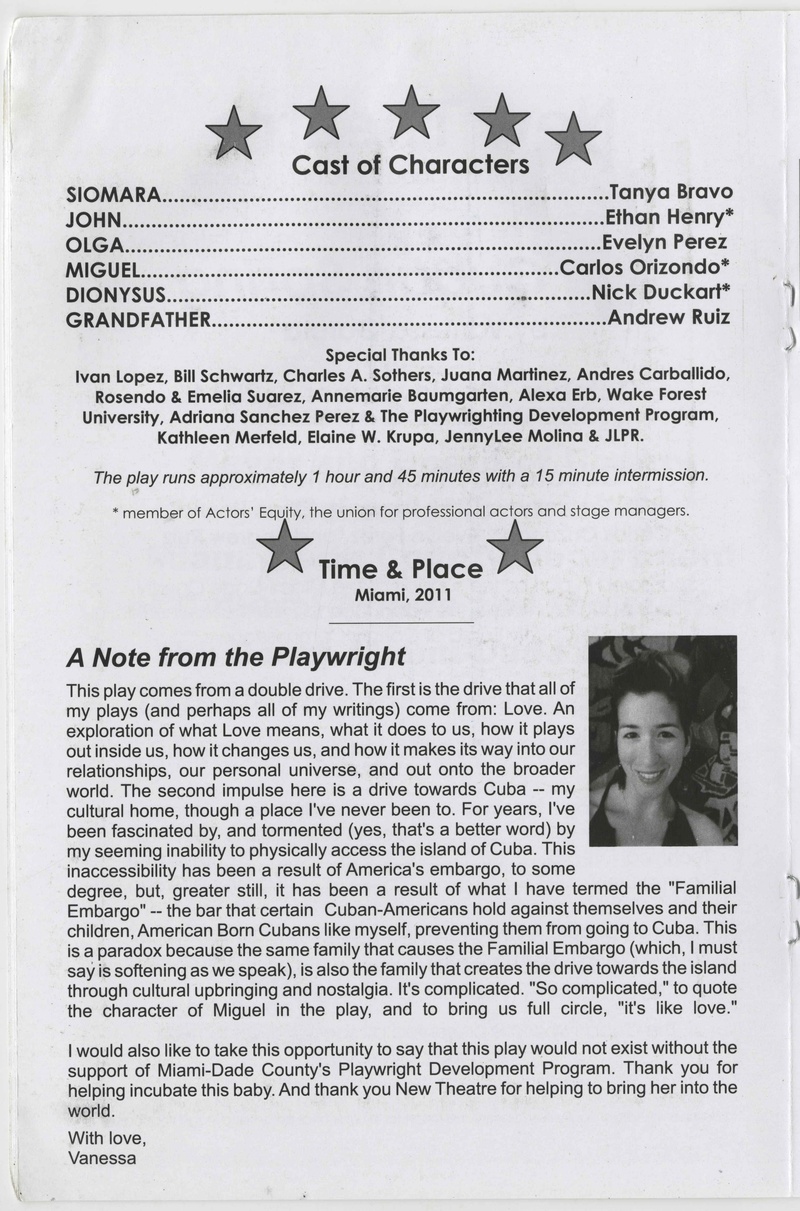 Cast of Characters
SIOMARA...............................................................................Tanya Bravo
JOHN.....................................................................................Ethan Henry*
OLGA....................................................................................Evelyn Perez
MIGUEL..........................................................................Carlos Orizondo*
DIONYSUS...........................................................................Nick Duckart*
GRANDFATHER......................................................................Andrew Ruiz
Special Thanks To:
Ivan Lopez, Bill Schwartz, Charles A. Sothers, Juana Martinez, Andres Carballido,
Rosendo & Emelia Suarez, Annemarie Baumgarten, Alexa Erb, Wake Forest
University, Adriana Sanchez Perez & The Playwrighting Development Program,
Kathleen Merfeld, Elaine W. Krupa, JennyLee Molina & JLPR.
The play runs approximately 1 hour and 45 minutes with a 15 minute intermission.
* member of Actors' Equity, the union for professional actors and stage managers.
Time & Place
Miami, 2011
A Note from the Playwright
This play comes from a double drive. The first is the drive that all of
my plays (and perhaps all of my writings) come from: Love. An
exploration of what Love means, what it does to us, how it plays
out inside us, how it changes us, and how it makes its way into our
relationships, our personal universe, and out onto the broader
world. The second impulse here is a drive towards Cuba -- my
cultural home, though a place I've never been to. For years, I've
been fascinated by, and tormented (yes, that's a better word) by
my seeming inability to physically access the island of Cuba. This
inaccessibility has been a result of America's embargo, to some
degree, but, greater still, it has been a result of what I have termed the "Familial
Embargo" -- the bar that certain Cuban-Americans hold against themselves and their
children, American Born Cubans like myself, preventing them from going to Cuba. This
is a paradox because the same family that causes the Familial Embargo (which, I must
say is softening as we speak), is also the family that creates the drive towards the island
through cultural upbringing and nostalgia. It's complicated. "So complicated," to quote
the character of Miguel in the play, and to bring us full circle, "it's like love."
I would also like to take this opportunity to say that this play would not exist without the
support of Miami-Dade County's Playwright Development Program. Thank you for
helping incubate this baby. And thank you New Theatre for helping to bring her into the
world.
With love,
Vanessa